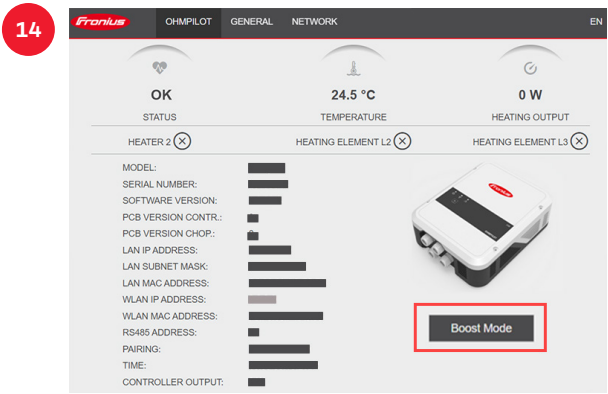 14
Fronius OHMPILOT GENERAL NETWORK EN
OK 24.5 °C 0 W
STATUS TEMPERATURE HEATING OUTPUT
HEATER 2 HEATING ELEMENT L2 HEATING ELEMENT L3
MODEL:
SERIAL NUMBER:
SOFTWARE VERSION:
PCB VERSION CONTR.:
PCB VERSION CHOP.:
LAN IP ADDRESS:
LAN SUBNET MASK:
LAN MAC ADDRESS:
WLAN IP ADDRESS:
WLAN MAC ADDRESS:
RS485 ADDRESS:
PAIRING:
TIME:
CONTROLLER OUTPUT:
Fronius
Boost Mode